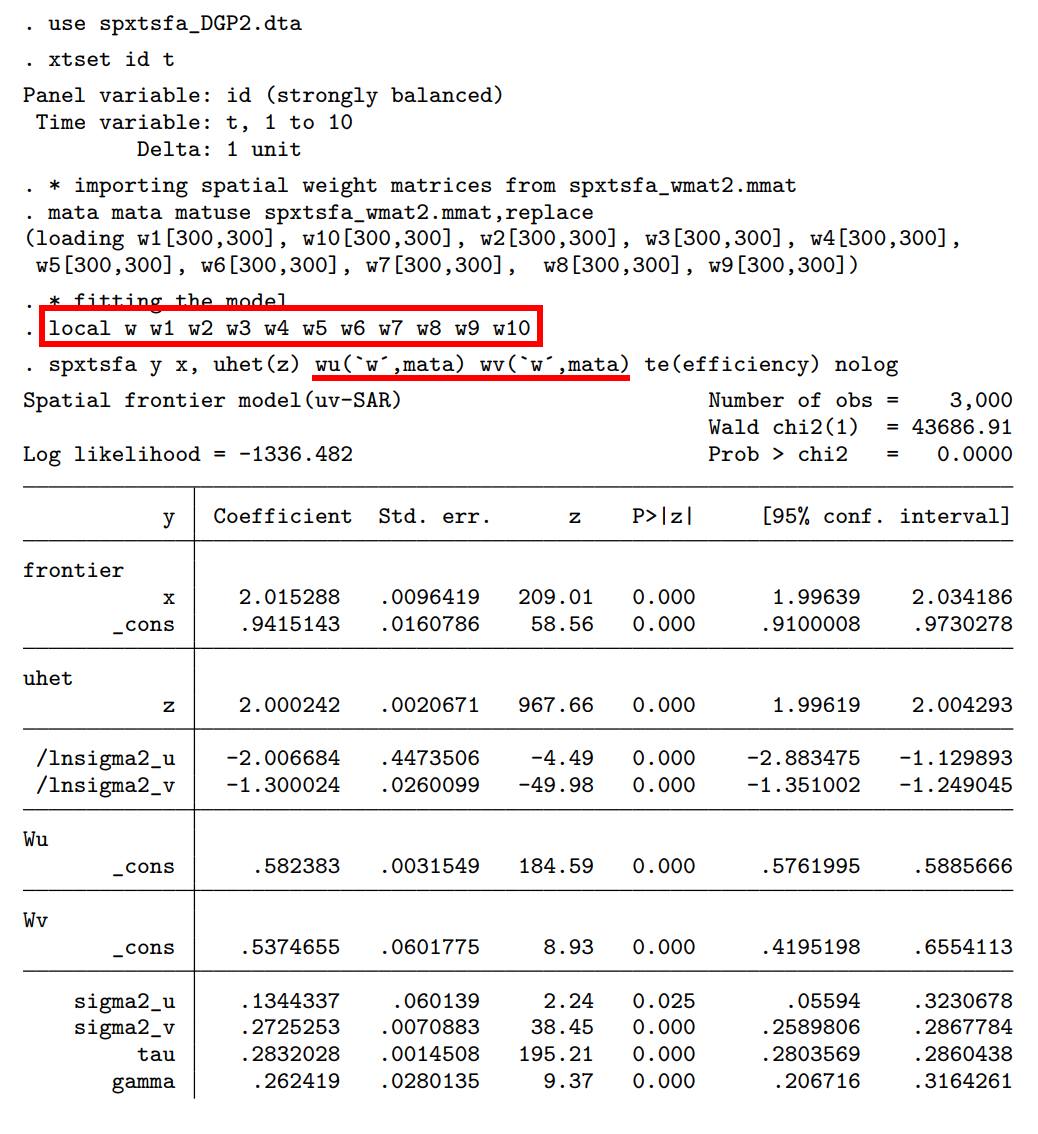 . use spxtsfa_DGP2.dta
. xtset id t
Panel variable: id (strongly balanced)
Time variable: t, 1 to 10
Delta: 1 unit
. * importing spatial weight matrices from spxtsfa_wmat2.mmat
. mata mata matuse spxtsfa_wmat2.mmat,replace
(loading w1[300,300], w10[300,300], w2[300,300], w3[300,300], w4[300,300],
w5[300,300], w6[300,300], w7[300,300], w8[300,300], w9[300,300])
. * fitting the model
. local w w1 w2 w3 w4 w5 w6 w7 w8 w9 w10
. spxtsfa y x, uhet(z) wu(`w´,mata) wv(`w´,mata) te(efficiency) nolog
Spatial frontier model(uv-SAR) Number of obs = 3,000
Wald chi2(1) = 43686.91
Log likelihood = -1336.482 Prob > chi2 = 0.0000
y Coefficient Std. err. z P>|z| [95% conf. interval]
frontier
x 2.015288 .0096419 209.01 0.000 1.99639 2.034186
_cons .9415143 .0160786 58.56 0.000 .9100008 .9730278
uhet
z 2.000242 .0020671 967.66 0.000 1.99619 2.004293
/lnsigma2_u -2.006684 .4473506 -4.49 0.000 -2.883475 -1.129893
/lnsigma2_v -1.300024 .0260099 -49.98 0.000 -1.351002 -1.249045
Wu
_cons .582383 .0031549 184.59 0.000 .5761995 .5885666
Wv
_cons .5374655 .0601775 8.93 0.000 .4195198 .6554113
sigma2_u .1344337 .060139 2.24 0.025 .05594 .3230678
sigma2_v .2725253 .0070883 38.45 0.000 .2589806 .2867784
tau .2832028 .0014508 195.21 0.000 .2803569 .2860438
gamma .262419 .0280135 9.37 0.000 .206716 .3164261